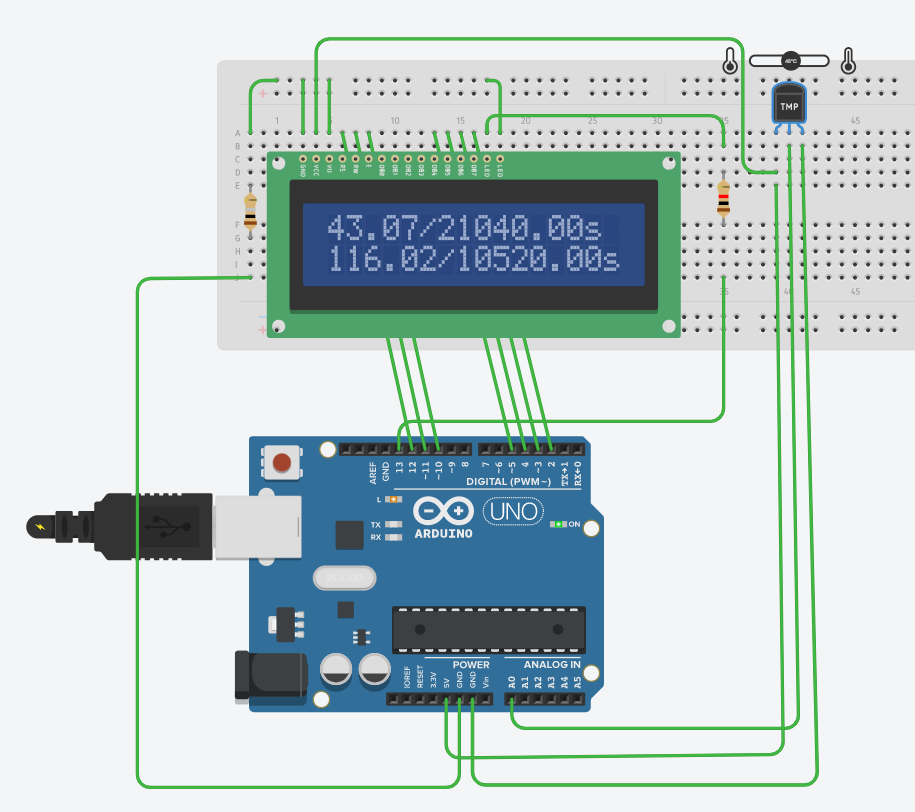 40°C
TMP
+
1 10 15 20 25 30 35 40 45
A
B
C
D
E
F
G
H
I
J
GND VCC VO RS RW E DB0 DB1 DB2 DB3 DB4 DB5 DB6 DB7 LED LED
43.07/21040.00s
116.02/10520.00s
35 40 45
-
+
AREF GND 13 12 ~11 ~10 ~9 8 7 ~6 ~5 4 ~3 2 TX→1 RX←0
DIGITAL (PWM~)
L
TX
RX
UNO
ON
ARDUINO
POWER ANALOG IN
IOREF RESET 3.3V 5V GND GND Vin A0 A1 A2 A3 A4 A5